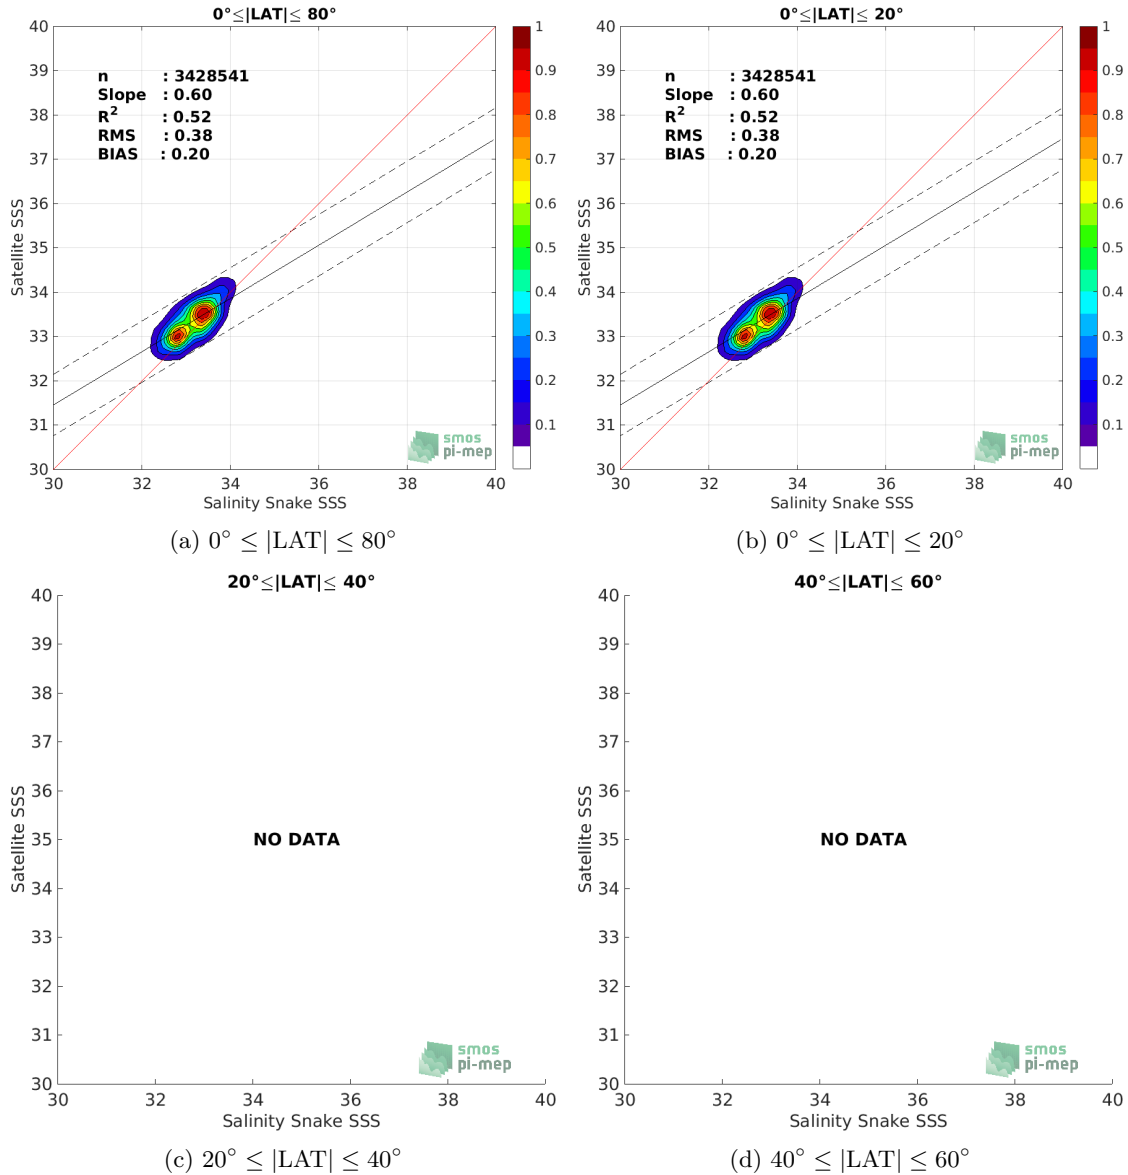 0°≤|LAT|≤ 80°
40
39
38
37
36
35
34
33
32
31
30
Satellite SSS
n : 3428541
Slope : 0.60
R² : 0.52
RMS : 0.38
BIAS : 0.20
1
0.9
0.8
0.7
0.6
0.5
0.4
0.3
0.2
0.1
smos
pi-mep
30 32 34 36 38 40
Salinity Snake SSS
(a) 0° ≤ |LAT| ≤ 80°
0°≤|LAT|≤ 20°
40
39
38
37
36
35
34
33
32
31
30
Satellite SSS
n : 3428541
Slope : 0.60
R² : 0.52
RMS : 0.38
BIAS : 0.20
1
0.9
0.8
0.7
0.6
0.5
0.4
0.3
0.2
0.1
smos
pi-mep
30 32 34 36 38 40
Salinity Snake SSS
(b) 0° ≤ |LAT| ≤ 20°
20°≤|LAT|≤ 40°
40
39
38
37
36
35
34
33
32
31
30
Satellite SSS
NO DATA
smos
pi-mep
30 32 34 36 38 40
Salinity Snake SSS
(c) 20° ≤ |LAT| ≤ 40°
40°≤|LAT|≤ 60°
40
39
38
37
36
35
34
33
32
31
30
Satellite SSS
NO DATA
smos
pi-mep
30 32 34 36 38 40
Salinity Snake SSS
(d) 40° ≤ |LAT| ≤ 60°